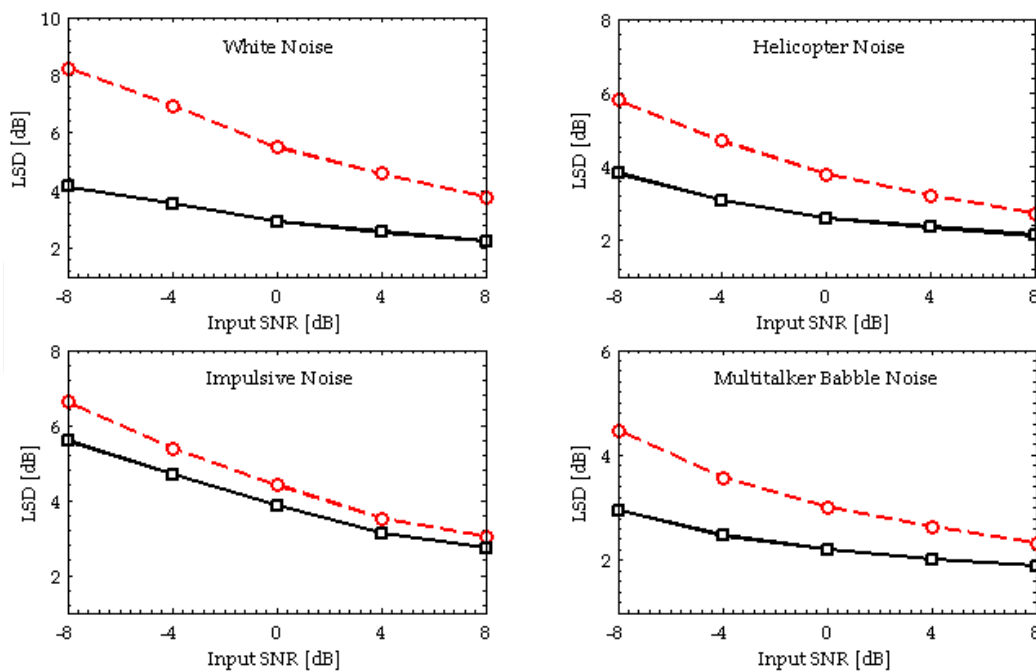 White Noise
LSD [dB]
10
8
6
4
2
-8 -4 0 4 8
Input SNR [dB]
Helicopter Noise
LSD [dB]
8
6
4
2
-8 -4 0 4 8
Input SNR [dB]
Impulsive Noise
LSD [dB]
8
6
4
2
-8 -4 0 4 8
Input SNR [dB]
Multitalker Babble Noise
LSD [dB]
6
4
2
-8 -4 0 4 8
Input SNR [dB]